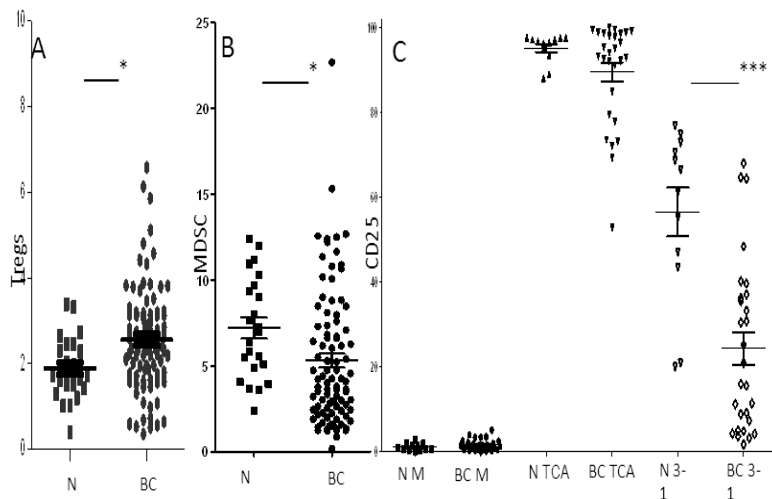 A
Tregs
10
8
6
4
2
0
*
N
BC
B
MDSC
25
20
15
10
5
0
*
N
BC
C
CD25
100
80
60
40
20
0
***
N M
BC M
N TCA
BC TCA
N 3-
1
BC 3-
1